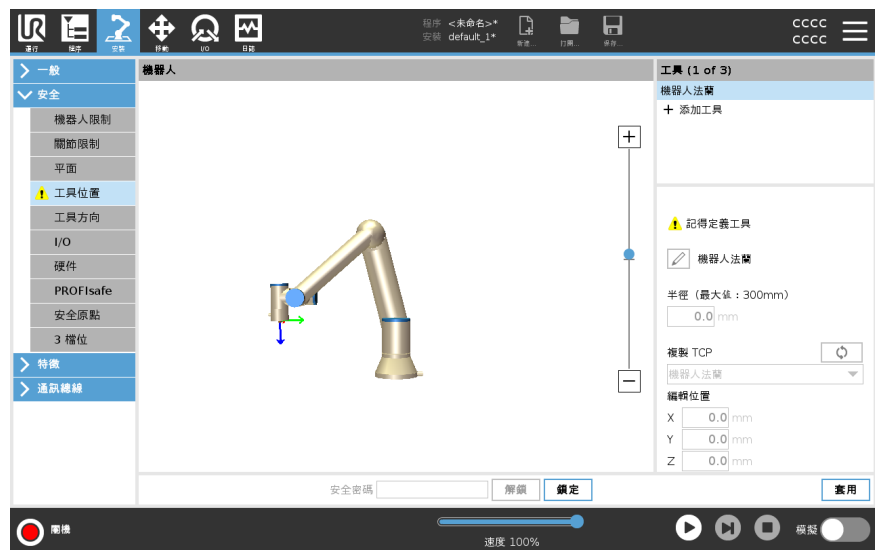 UR
運行
程序
安裝
移動
I/O
日誌
程序 <未命名>*
安裝 default_1*
新建...
打開...
保存...
CCCC
CCCC
一般
安全
機器人限制
關節限制
平面
工具位置
工具方向
I/O
硬件
PROFIsafe
安全原點
3 檔位
特徵
通訊總線
機器人
工具 (1 of 3)
機器人法蘭
+ 添加工具
記得定義工具
機器人法蘭
半徑（最大值：300mm）
0.0 mm
複製 TCP
機器人法蘭
編輯位置
X 0.0 mm
Y 0.0 mm
Z 0.0 mm
安全密碼
解鎖
鎖定
套用
關機
速度 100%
模擬